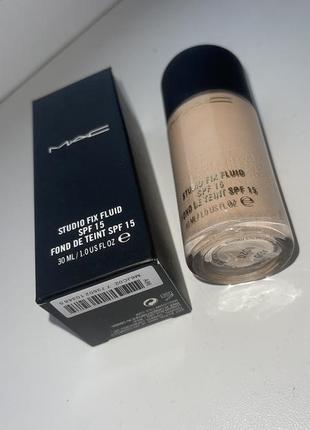 MAC
STUDIO FIX FLUID
SPF 15
FOND DE TEINT SPF 15
30 ML / 1.0 US FL OZ e
MAC
STUDIO FIX FLUID
SPF 15
FOND DE TEINT SPF 15
30 ML / 1.0 US FL OZ e